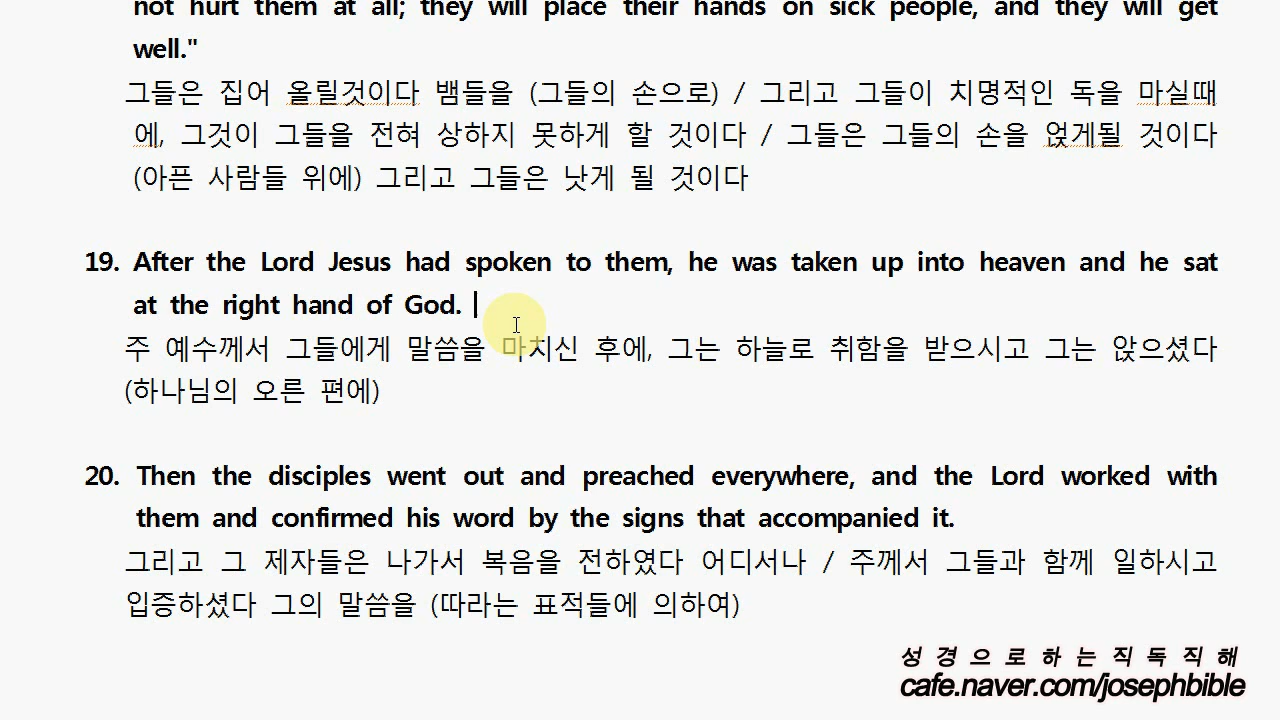 not hurt them at all; they will place their hands on sick people, and they will get
well."
그들은 집어 올릴것이다 뱀들을 (그들의 손으로) / 그리고 그들이 치명적인 독을 마실때
에, 그것이 그들을 전혀 상하지 못하게 할 것이다 / 그들은 그들의 손을 얹게될 것이다
(아픈 사람들 위에) 그리고 그들은 낫게 될 것이다
19. After the Lord Jesus had spoken to them, he was taken up into heaven and he sat
at the right hand of God.
주 예수께서 그들에게 말씀을 마치신 후에, 그는 하늘로 취함을 받으시고 그는 앉으셨다
(하나님의 오른 편에)
20. Then the disciples went out and preached everywhere, and the Lord worked with
them and confirmed his word by the signs that accompanied it.
그리고 그 제자들은 나가서 복음을 전하였다 어디서나 / 주께서 그들과 함께 일하시고
입증하셨다 그의 말씀을 (따라는 표적들에 의하여)
성경으로하는직독직해
cafe.naver.com/josephbible